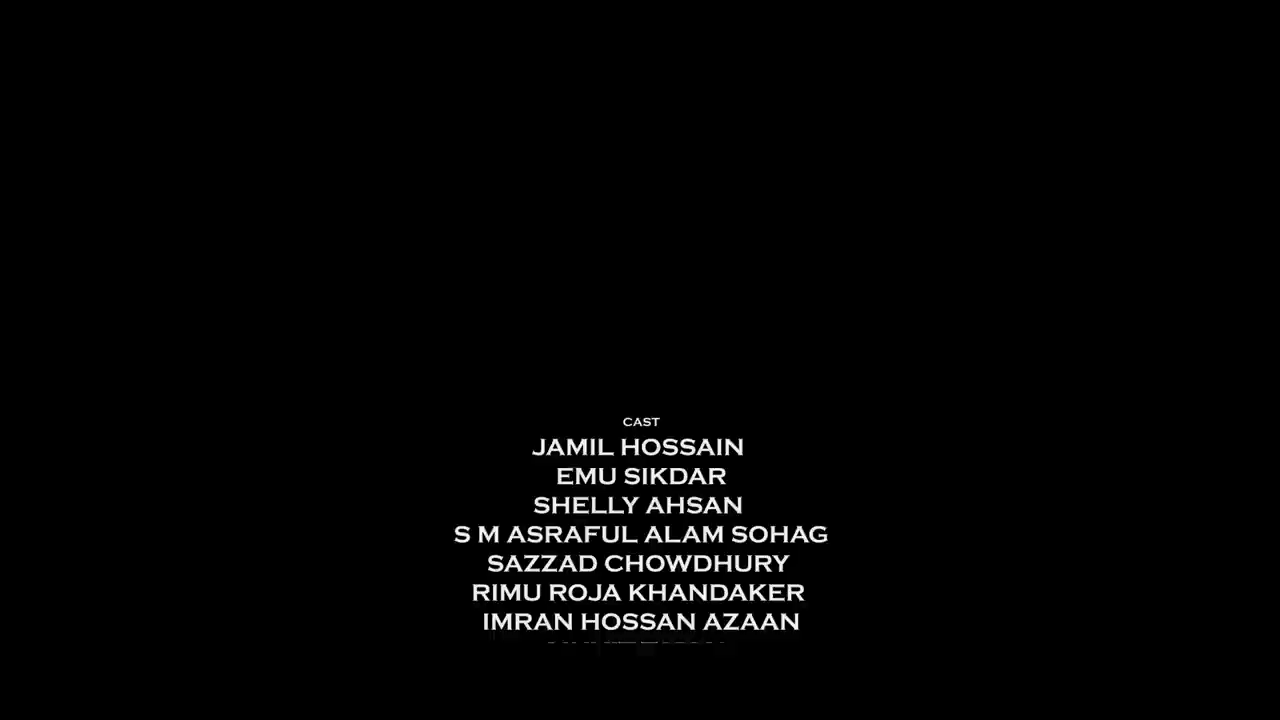 CAST
JAMIL HOSSAIN
EMU SIKDAR
SHELLY AHSAN
S M ASRAFUL ALAM SOHAG
SAZZAD CHOWDHURY
RIMU ROJA KHANDAKER
IMRAN HOSSAN AZAAN